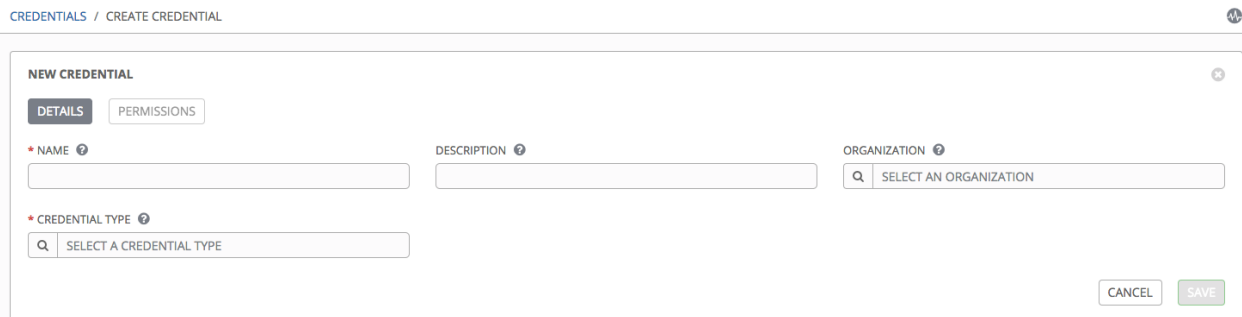 CREDENTIALS / CREATE CREDENTIAL
NEW CREDENTIAL
DETAILS PERMISSIONS
* NAME ? DESCRIPTION ? ORGANIZATION ?
SELECT AN ORGANIZATION
* CREDENTIAL TYPE ?
SELECT A CREDENTIAL TYPE
CANCEL SAVE